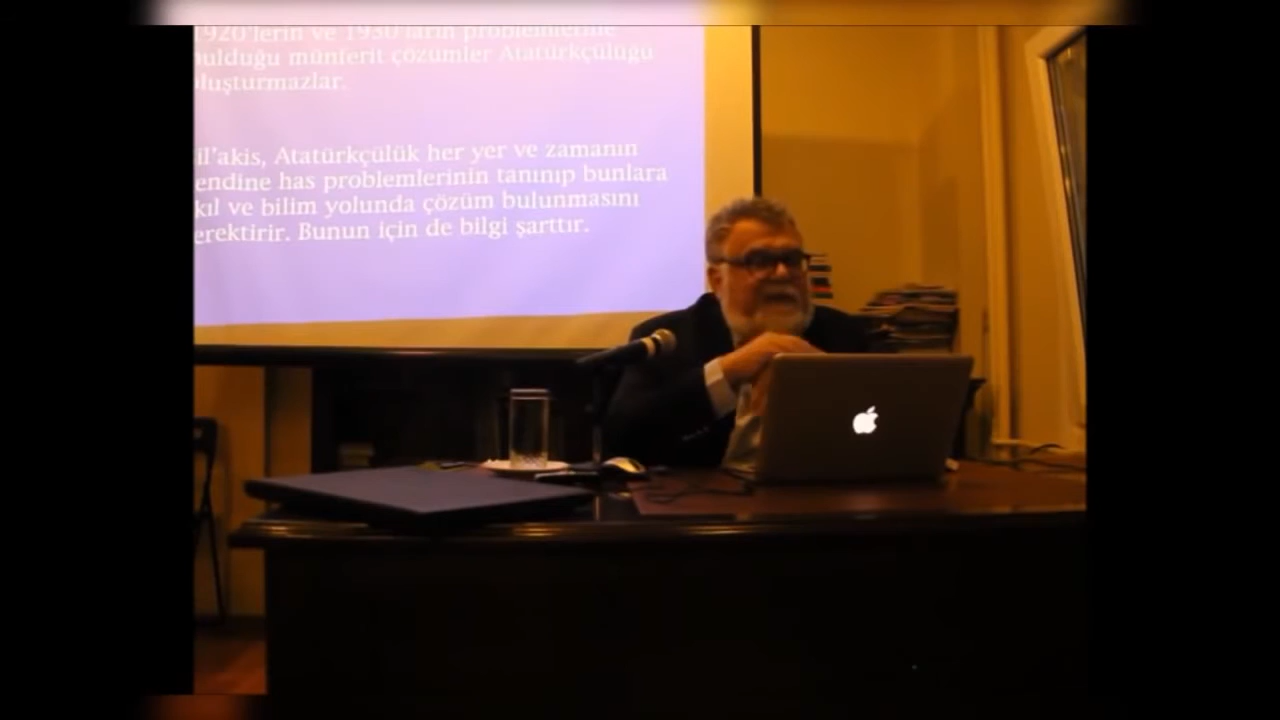 1920'lerin ve 1930'ların problemlerine
bulduğu münferit çözümler Atatürkçülüğü
oluşturmazlar.
il'akis, Atatürkçülük her yer ve zamanın
endine has problemlerinin tanınıp bunlara
kıl ve bilim yolunda çözüm bulunmasını
erektirir. Bunun için de bilgi şarttır.